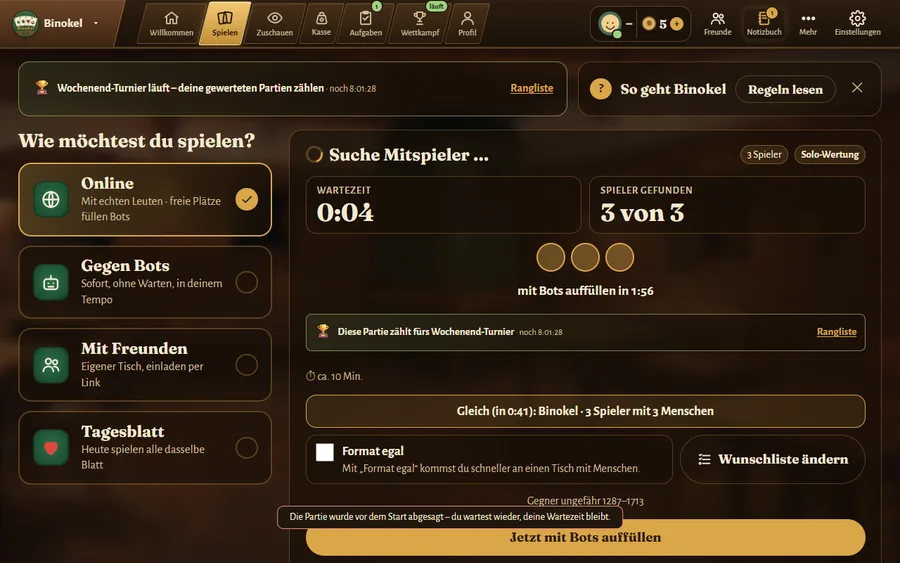 Binokel
Willkommen
Spielen
Zuschauen
Kasse
1
Aufgaben
läuft
Wettkampf
Profil
–
5
+
Freunde
1
Notizbuch
Mehr
Einstellungen
Wochenend-Turnier läuft – deine gewerteten Partien zählen · noch 8:01:28
Rangliste
?
So geht Binokel
Regeln lesen
Wie möchtest du spielen?
Online
Mit echten Leuten · freie Plätze
füllen Bots
Gegen Bots
Sofort, ohne Warten, in deinem
Tempo
Mit Freunden
Eigener Tisch, einladen per
Link
Tagesblatt
Heute spielen alle dasselbe
Blatt
Suche Mitspieler ...
3 Spieler
Solo-Wertung
WARTEZEIT
0:04
SPIELER GEFUNDEN
3 von 3
mit Bots auffüllen in 1:56
Diese Partie zählt fürs Wochenend-Turnier · noch 8:01:28
Rangliste
ca. 10 Min.
Gleich (in 0:41): Binokel · 3 Spieler mit 3 Menschen
Format egal
Mit „Format egal“ kommst du schneller an einen Tisch mit Menschen.
Wunschliste ändern
Gegner ungefähr 1287–1713
Die Partie wurde vor dem Start abgesagt – du wartest wieder, deine Wartezeit bleibt.
Jetzt mit Bots auffüllen